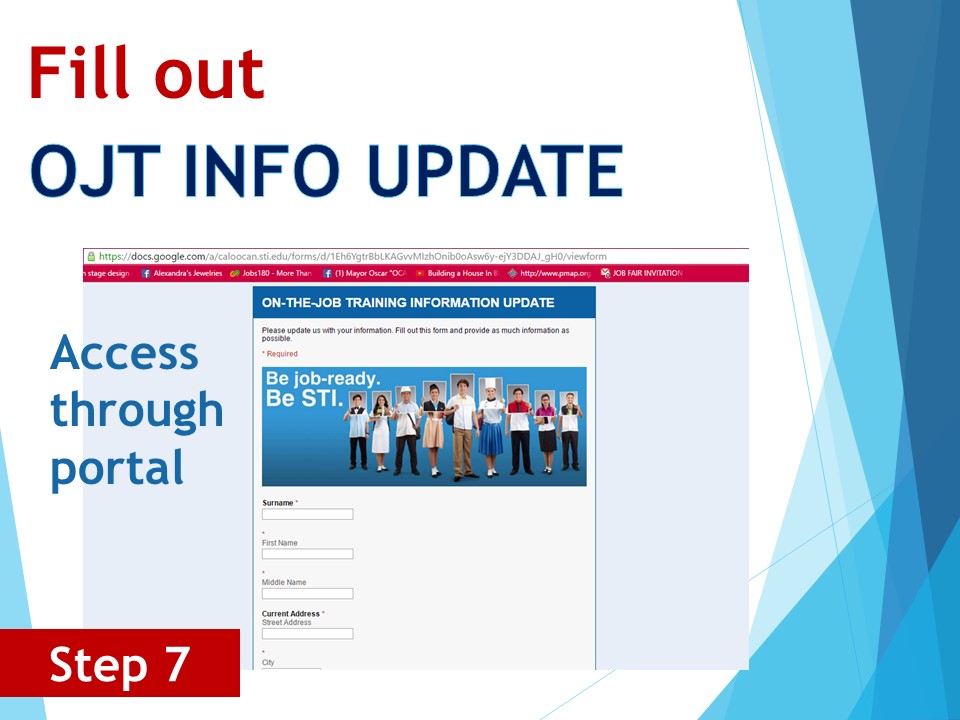 Fill out
OJT INFO UPDATE
https://docs.google.com/a/caloocan.sti.edu/forms/d/1Eh6YgtrBbLKAGvvMIzhOnib0oAsw6y-ejY3DDAJ_gH0/viewform
n stage design
Alexandra's Jewelries
Jobs180 - More Than
(1) Mayor Oscar "OCA
Building a House In B
http://www.pmap.org
JOB FAIR INVITATION
ON-THE-JOB TRAINING INFORMATION UPDATE
Please update us with your information. Fill out this form and provide as much information as
possible.
* Required
Be job-ready.
Be STI.
Access
through
portal
Surname *
*
First Name
*
Middle Name
Current Address *
Street Address
*
City
Step 7